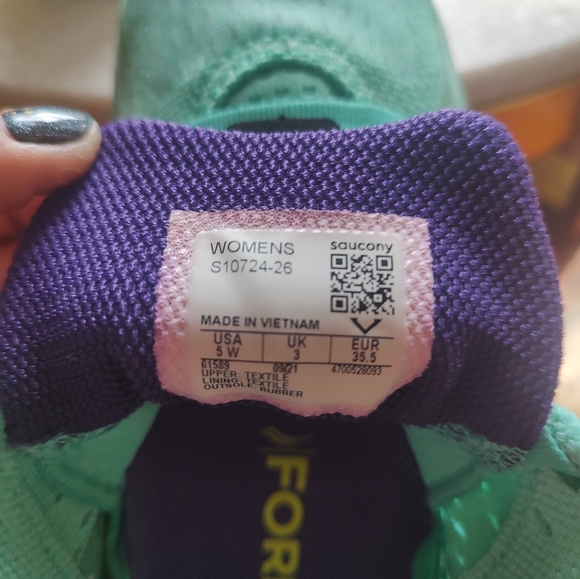 WOMENS
S10724-26
saucony
MADE IN VIETNAM
USA UK EUR
5 W 3 35.5
61589 09/21 4700528093
UPPER: TEXTILE
LINING: TEXTILE
OUTSOLE: RUBBER
FOR